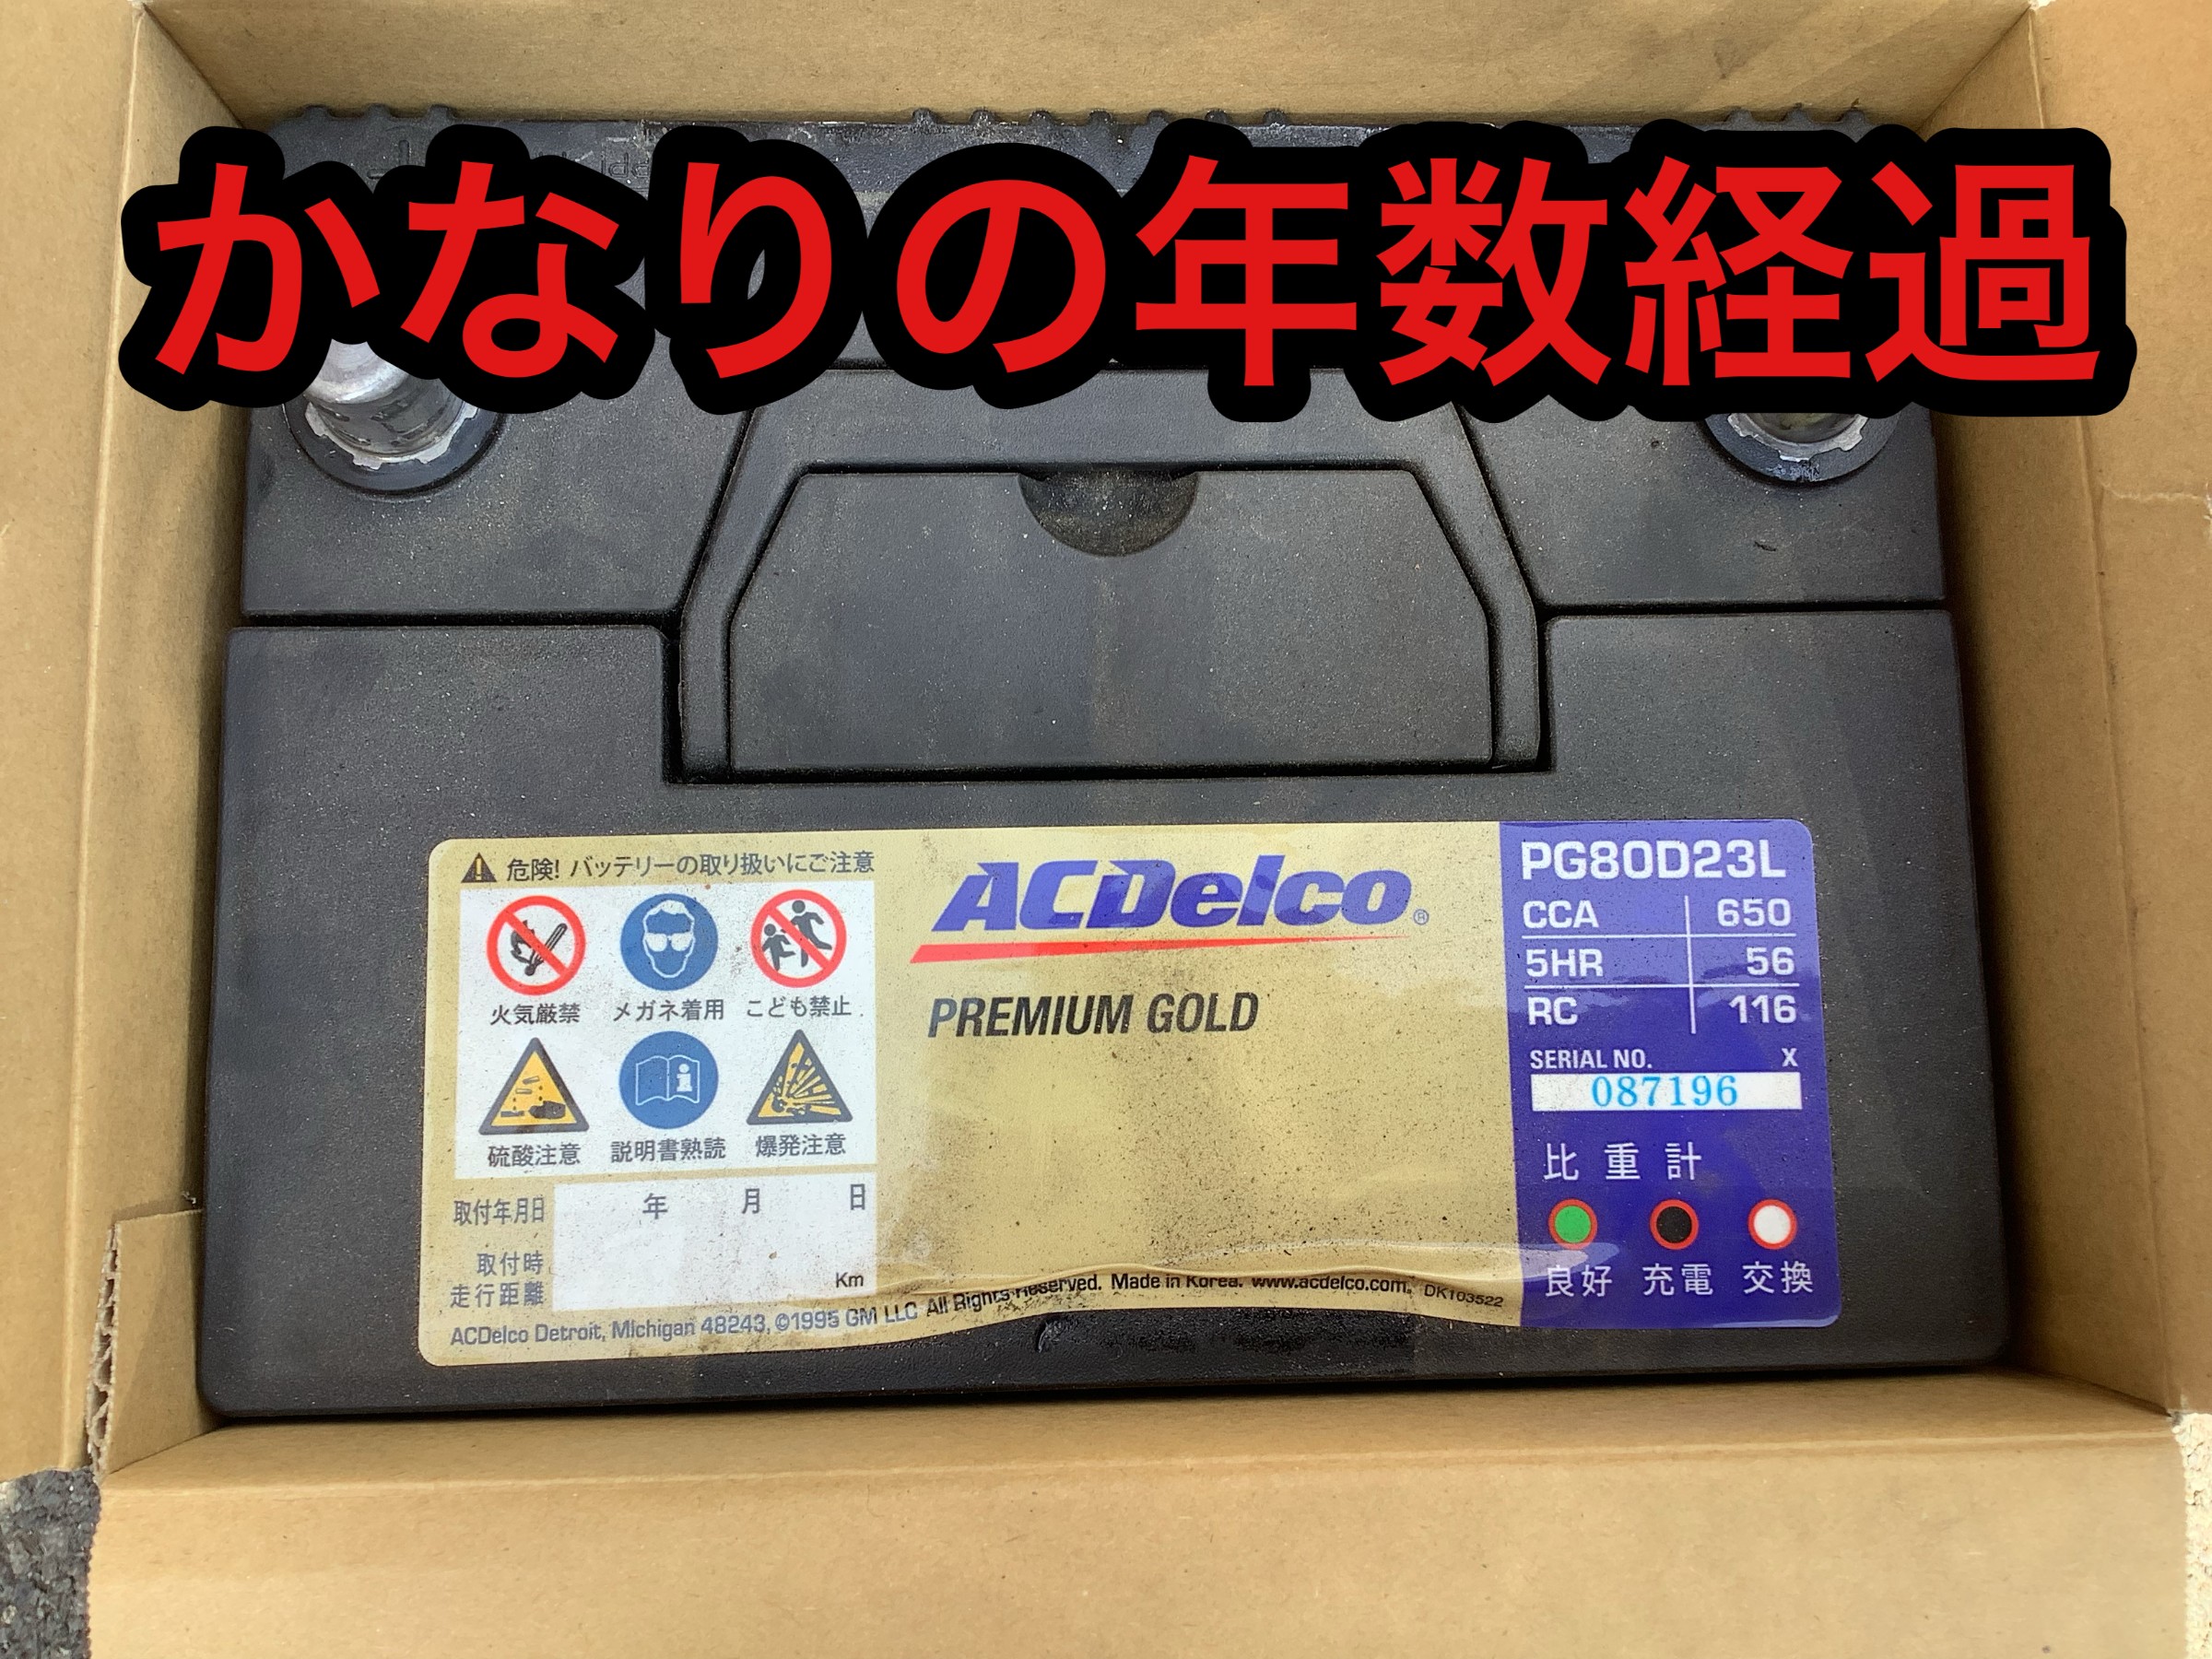 かなりの年数経過
危険! バッテリーの取り扱いにご注意
火気厳禁 メガネ着用 こども禁止
硫酸注意 説明書熟読 爆発注意
取付年月日 年 月 日
取付時
走行距離 Km
ACDelco Detroit, Michigan 48243, ©1995 GM LLC All Rights Reserved. Made in Korea. www.acdelco.com. DK103522
ACDelco®
PREMIUM GOLD
PG80D23L
CCA 650
5HR 56
RC 116
SERIAL NO. X
087196
比重計
良好 充電 交換